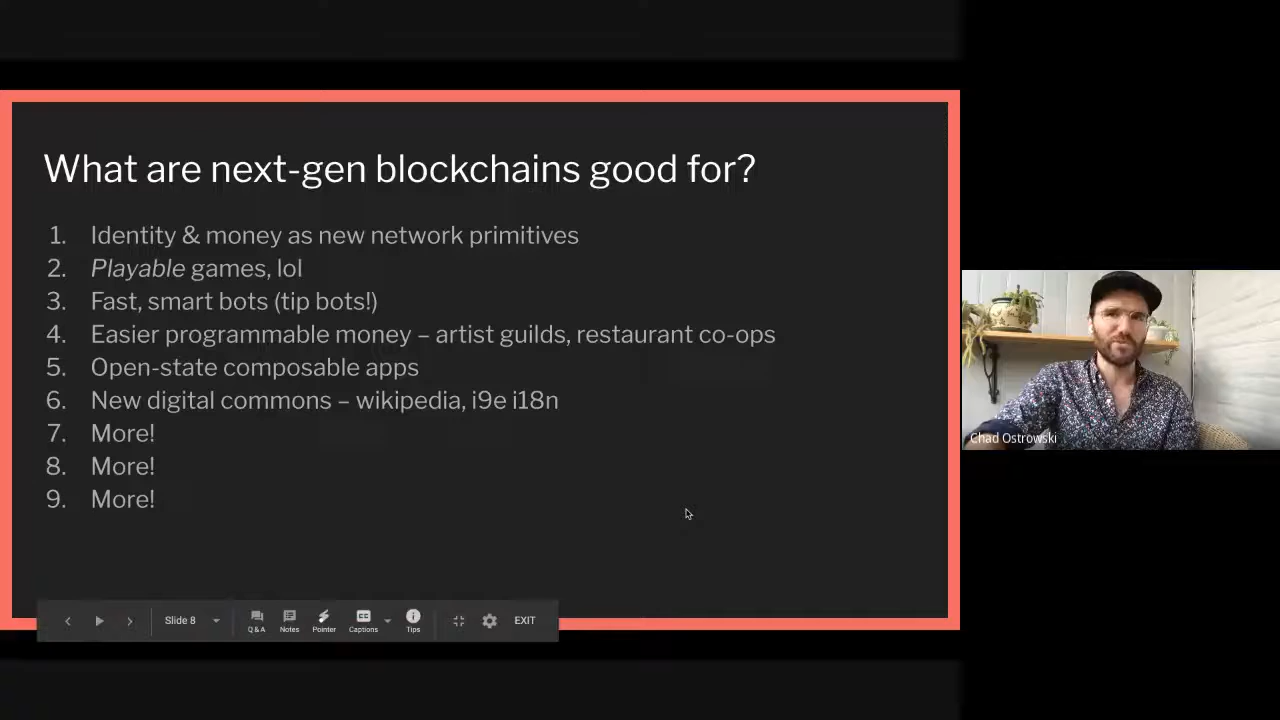 What are next-gen blockchains good for?
1. Identity & money as new network primitives
2. Playable games, lol
3. Fast, smart bots (tip bots!)
4. Easier programmable money – artist guilds, restaurant co-ops
5. Open-state composable apps
6. New digital commons – wikipedia, i9e i18n
7. More!
8. More!
9. More!
Chad Ostrowski
Slide 8
Q & A
Notes
Pointer
CC
Captions
Tips
EXIT